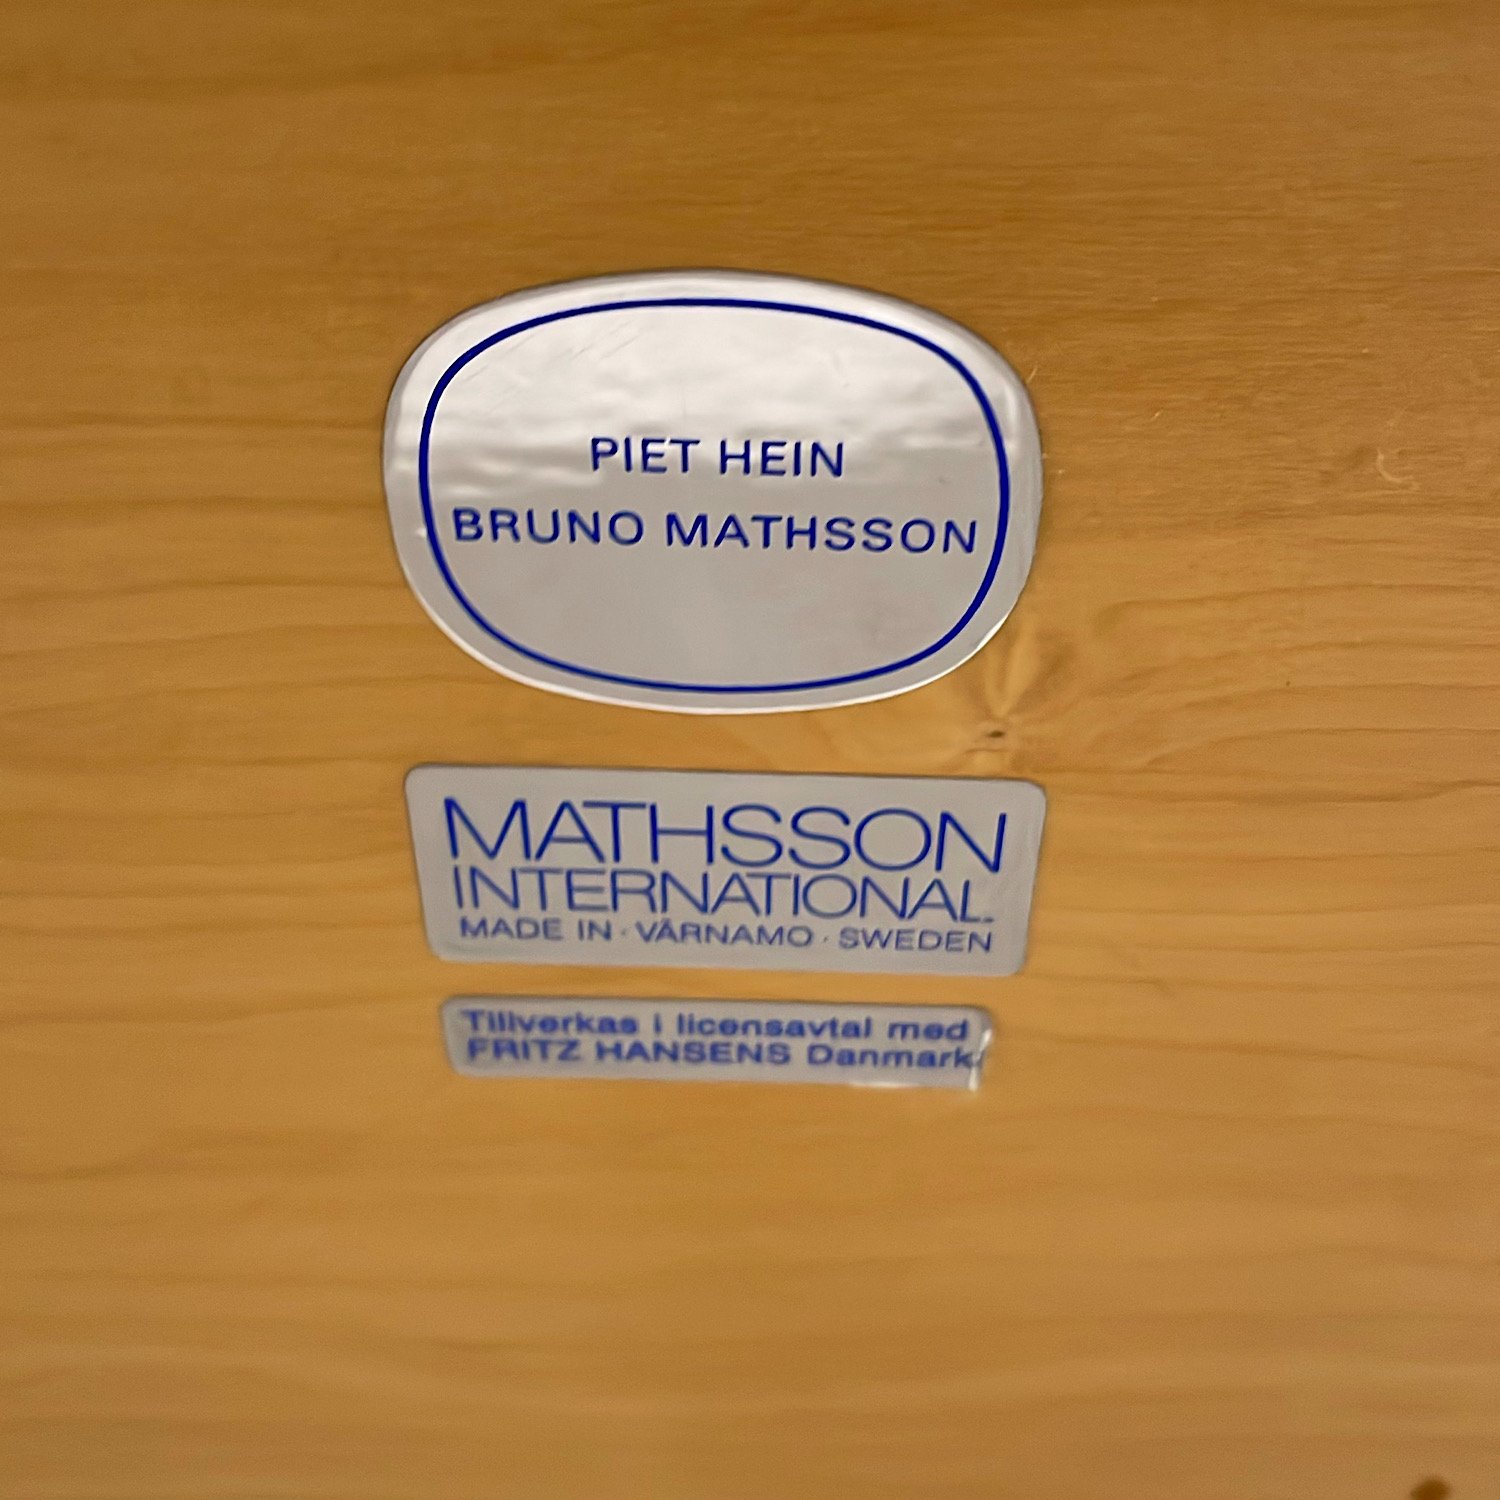 PIET HEIN
BRUNO MATHSSON
MATHSSON
INTERNATIONAL.
MADE IN · VÄRNAMO · SWEDEN
Tillverkas i licensavtal med
FRITZ HANSENS Danmark.